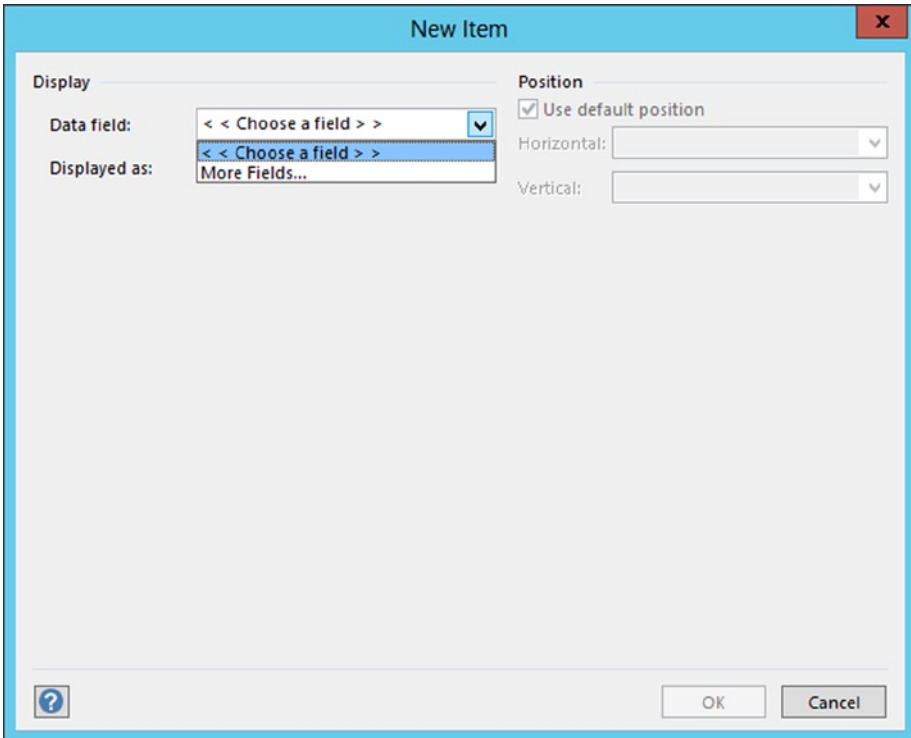 New Item
x
Display
Data field:
< < Choose a field > >
< < Choose a field > >
More Fields...
Displayed as:
Position
Use default position
Horizontal:
Vertical:
?
OK
Cancel